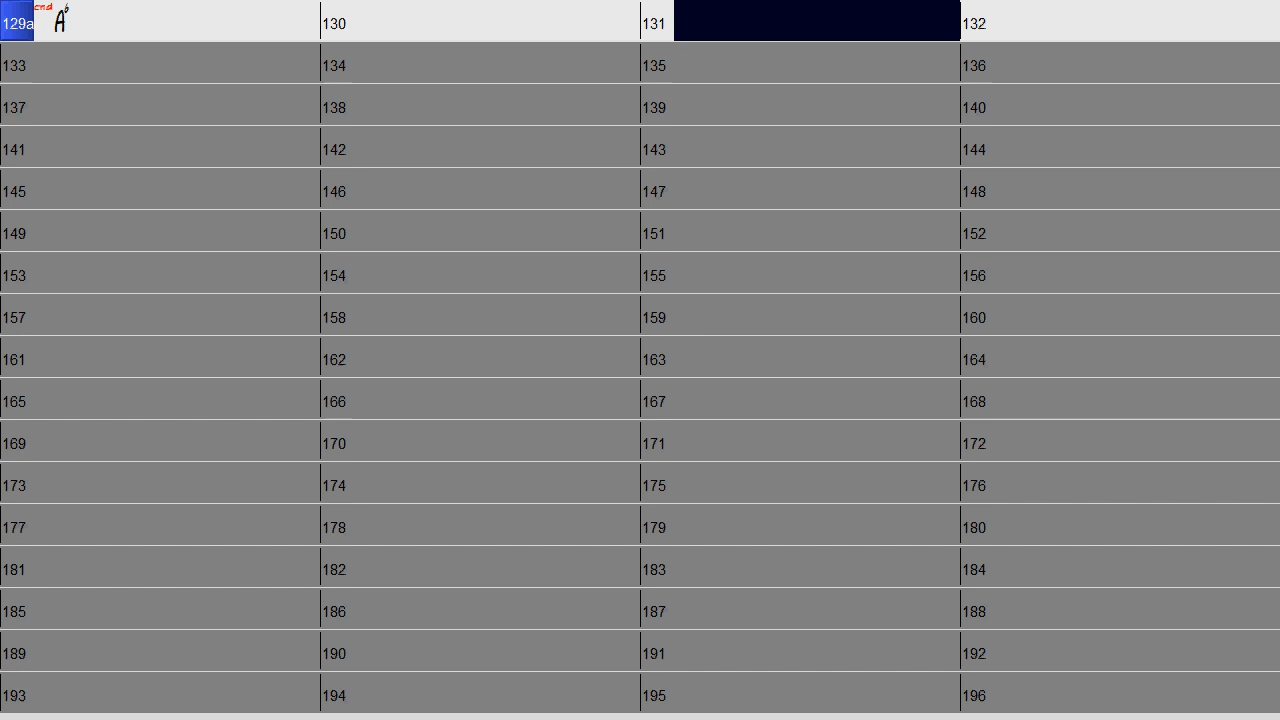 129a end A♭ 130 131 132
133 134 135 136
137 138 139 140
141 142 143 144
145 146 147 148
149 150 151 152
153 154 155 156
157 158 159 160
161 162 163 164
165 166 167 168
169 170 171 172
173 174 175 176
177 178 179 180
181 182 183 184
185 186 187 188
189 190 191 192
193 194 195 196